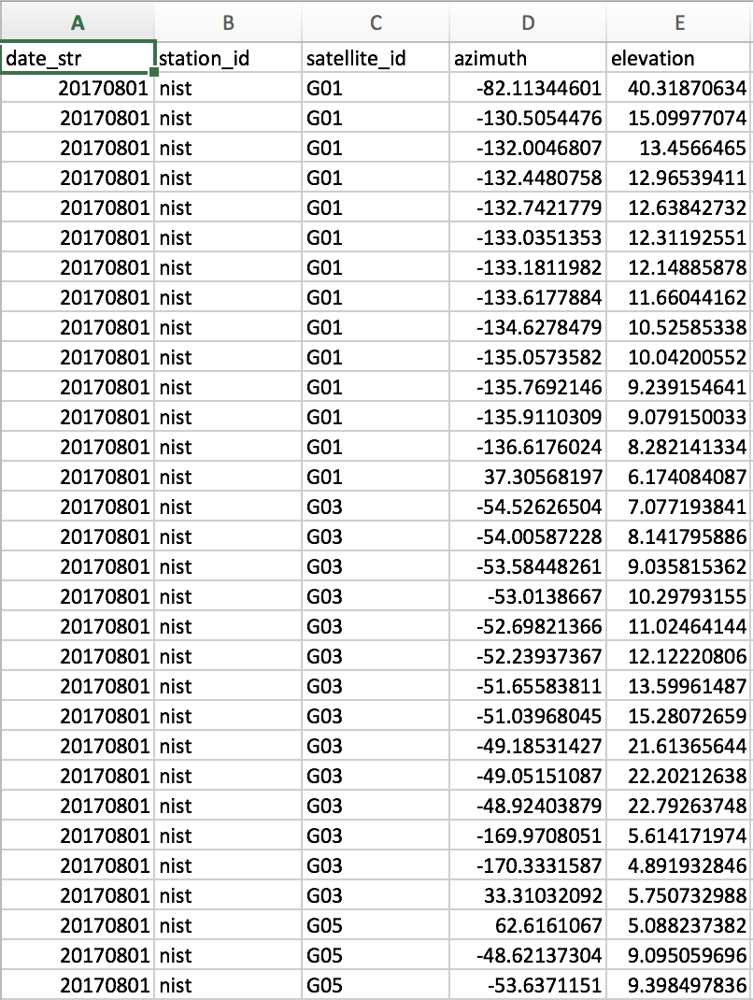 A B C D E
date_str station_id satellite_id azimuth elevation
20170801 nist G01 -82.11344601 40.31870634
20170801 nist G01 -130.5054476 15.09977074
20170801 nist G01 -132.0046807 13.4566465
20170801 nist G01 -132.4480758 12.96539411
20170801 nist G01 -132.7421779 12.63842732
20170801 nist G01 -133.0351353 12.31192551
20170801 nist G01 -133.1811982 12.14885878
20170801 nist G01 -133.6177884 11.66044162
20170801 nist G01 -134.6278479 10.52585338
20170801 nist G01 -135.0573582 10.04200552
20170801 nist G01 -135.7692146 9.239154641
20170801 nist G01 -135.9110309 9.079150033
20170801 nist G01 -136.6176024 8.282141334
20170801 nist G01 37.30568197 6.174084087
20170801 nist G03 -54.52626504 7.077193841
20170801 nist G03 -54.00587228 8.141795886
20170801 nist G03 -53.58448261 9.035815362
20170801 nist G03 -53.0138667 10.29793155
20170801 nist G03 -52.69821366 11.02464144
20170801 nist G03 -52.23937367 12.12220806
20170801 nist G03 -51.65583811 13.59961487
20170801 nist G03 -51.03968045 15.28072659
20170801 nist G03 -49.18531427 21.61365644
20170801 nist G03 -49.05151087 22.20212638
20170801 nist G03 -48.92403879 22.79263748
20170801 nist G03 -169.9708051 5.614171974
20170801 nist G03 -170.3331587 4.891932846
20170801 nist G03 33.31032092 5.750732988
20170801 nist G05 62.6161067 5.088237382
20170801 nist G05 -48.62137304 9.095059696
20170801 nist G05 -53.6371151 9.398497836